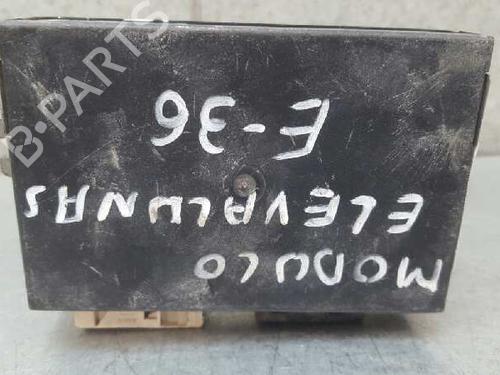 MODULO
ELEVALUNAS
E-36
B-PARTS